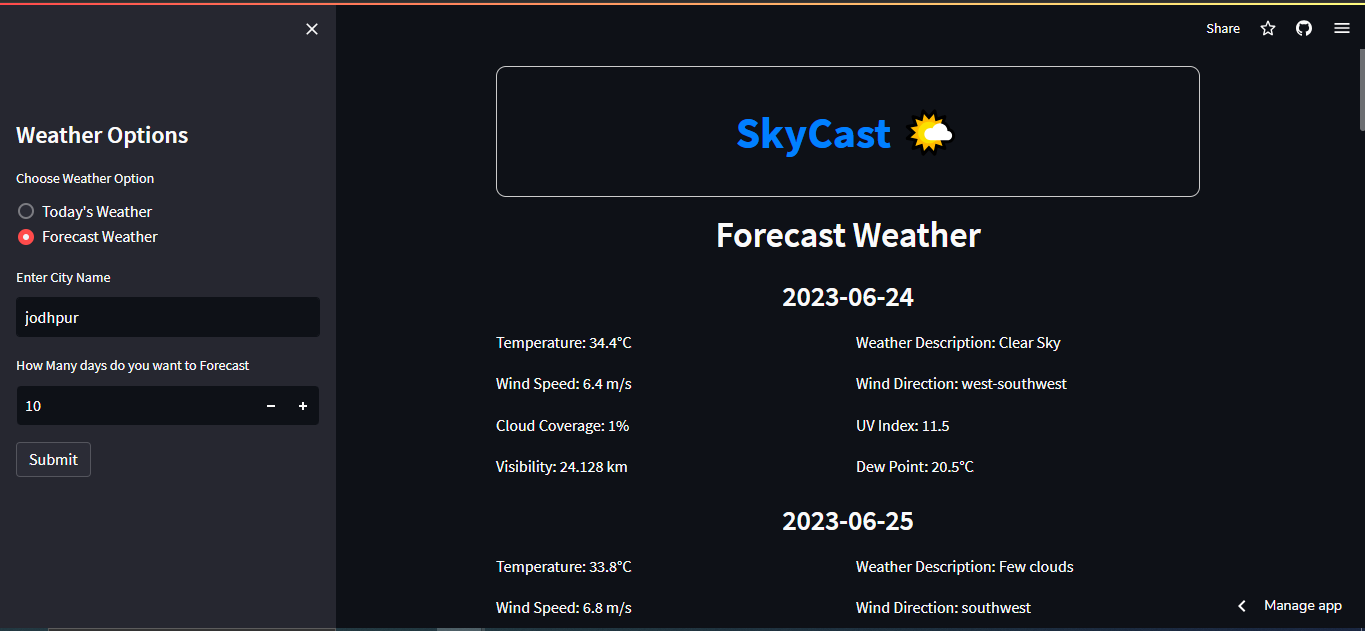 Share
Weather Options
Choose Weather Option
Today's Weather
Forecast Weather
Enter City Name
jodhpur
How Many days do you want to Forecast
10
Submit
SkyCast
Forecast Weather
2023-06-24
Temperature: 34.4°C Weather Description: Clear Sky
Wind Speed: 6.4 m/s Wind Direction: west-southwest
Cloud Coverage: 1% UV Index: 11.5
Visibility: 24.128 km Dew Point: 20.5°C
2023-06-25
Temperature: 33.8°C Weather Description: Few clouds
Wind Speed: 6.8 m/s Wind Direction: southwest
Manage app